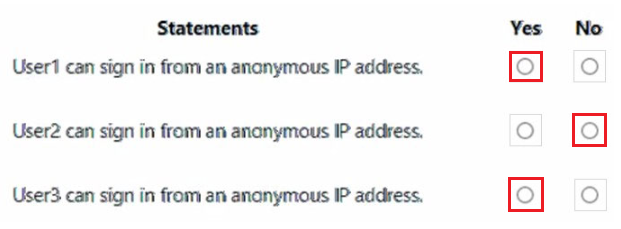 Statements Yes No
User1 can sign in from an anonymous IP address.
User2 can sign in from an anonymous IP address.
User3 can sign in from an anonymous IP address.